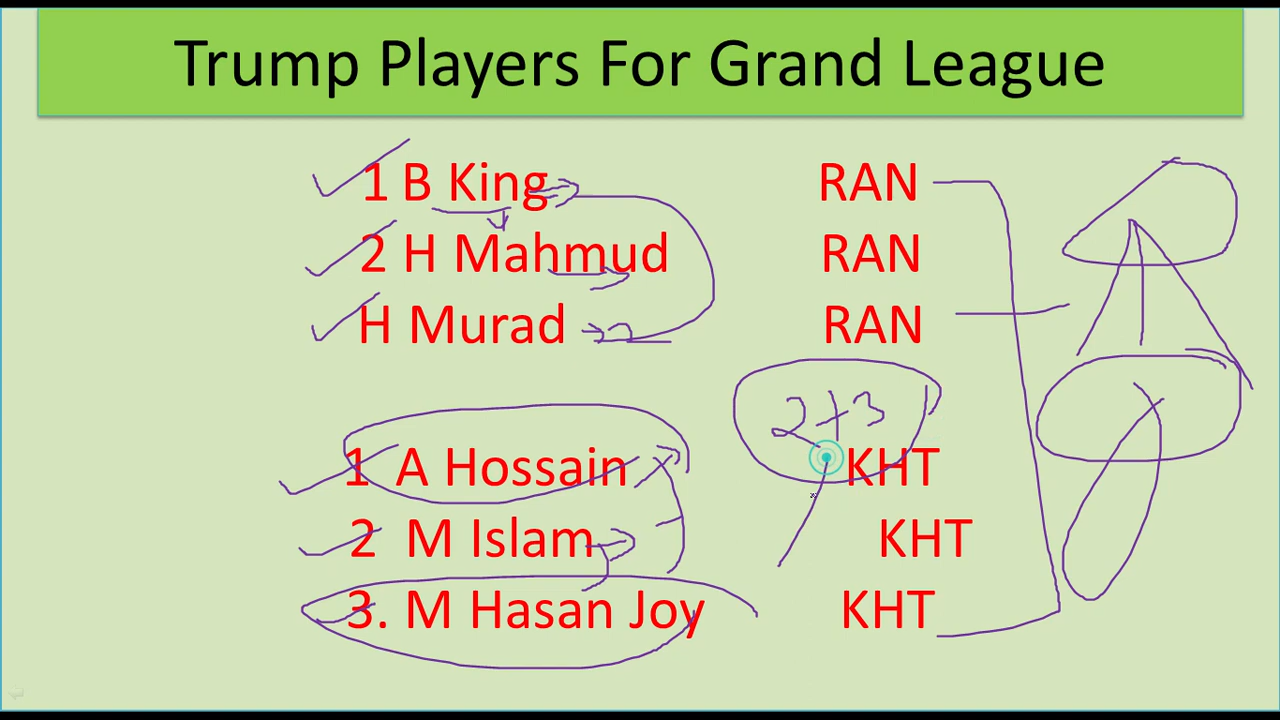 Trump Players For Grand League
1 B King RAN
2 H Mahmud RAN
H Murad RAN
2+3
1 A Hossain KHT
2 M Islam KHT
3. M Hasan Joy KHT